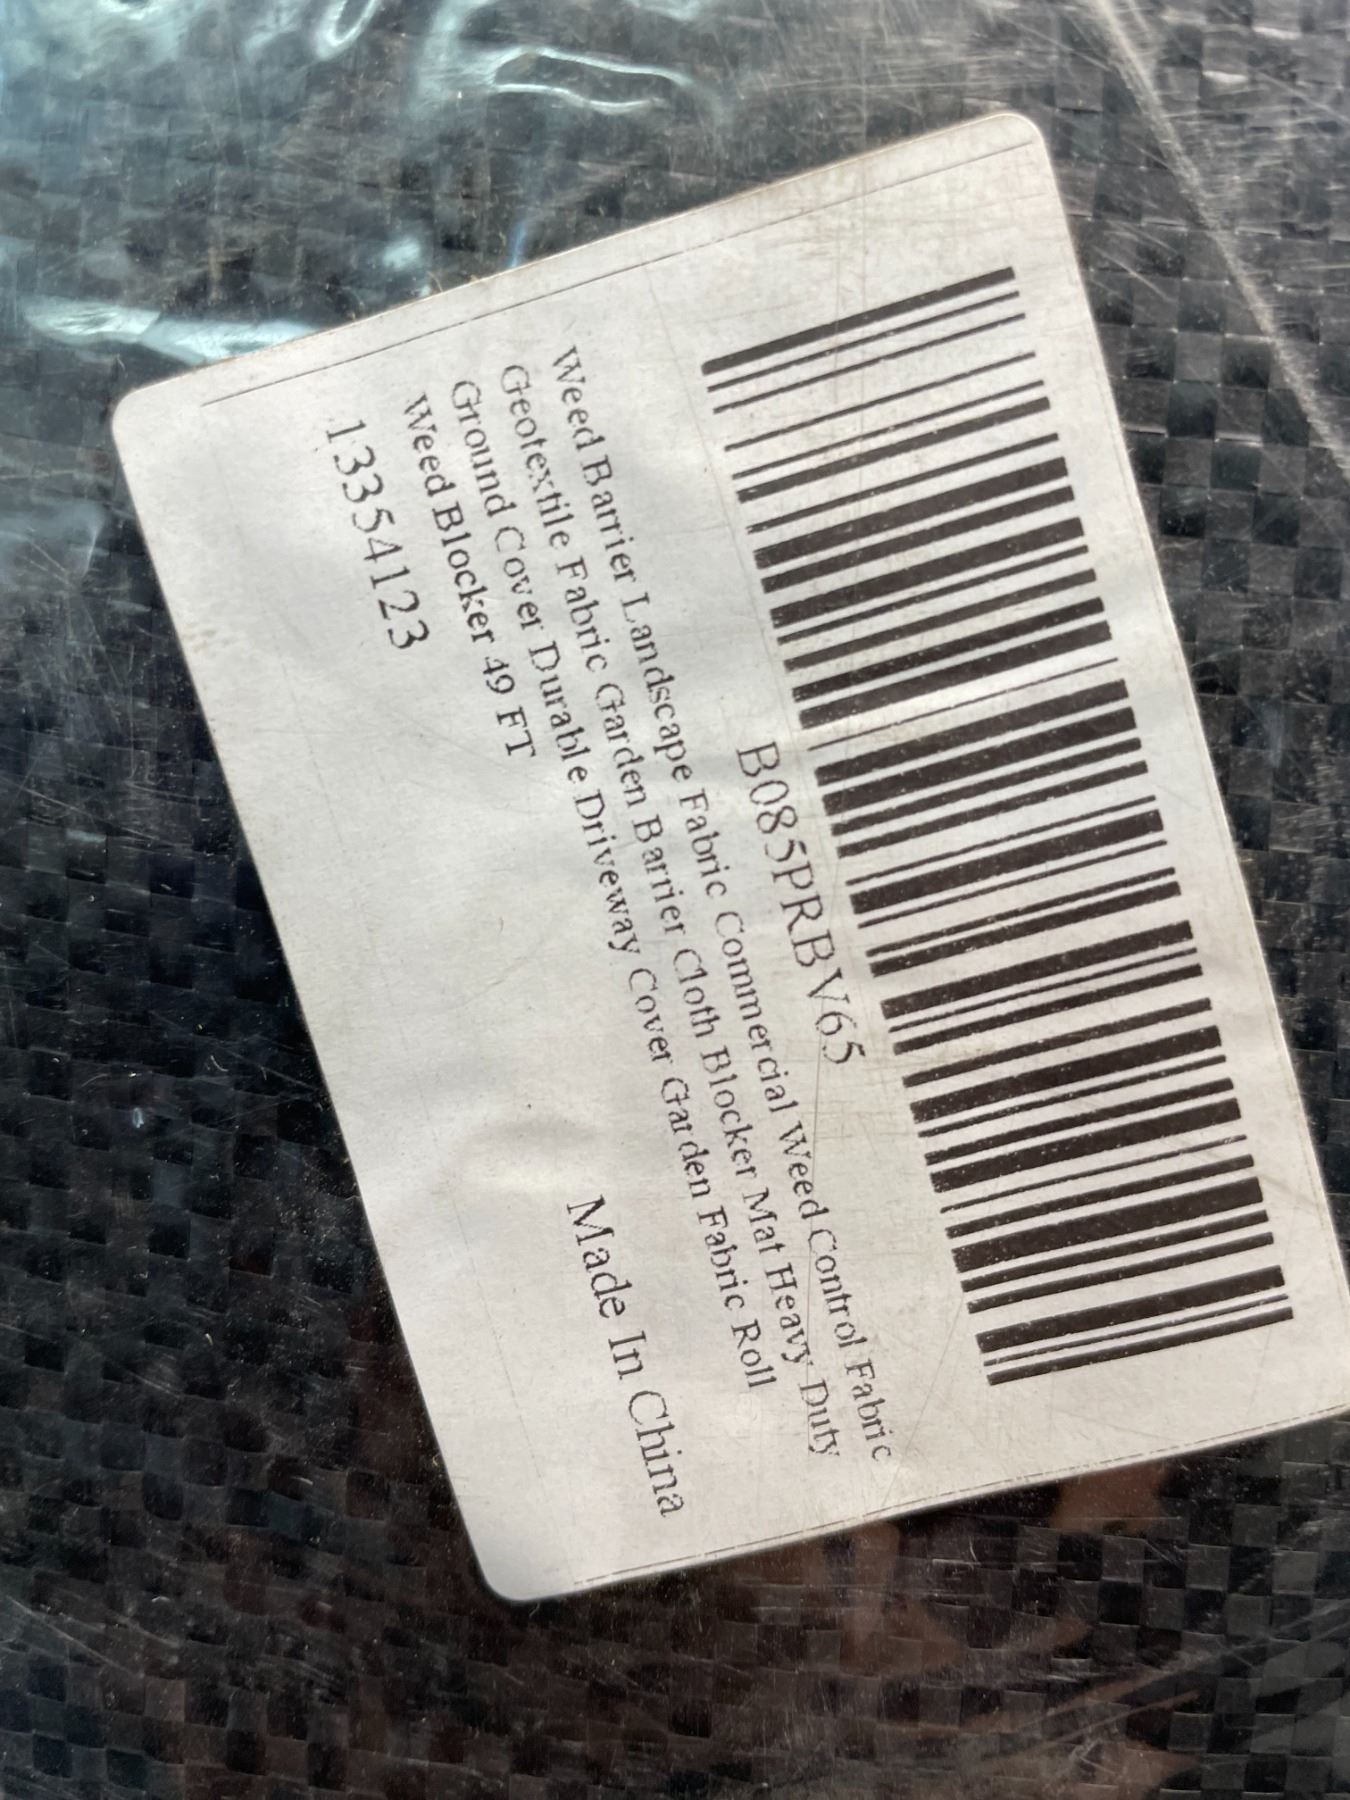 B085PRBV65
Weed Barrier Landscape Fabric Commercial Weed Control Fabric
Geotextile Fabric Garden Barrier Cloth Blocker Mat Heavy Duty
Ground Cover Durable Driveway Cover Garden Fabric Roll
Weed Blocker 49 FT
13354123
Made In China